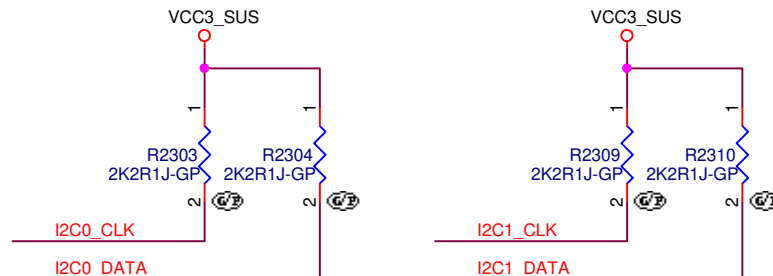 VCC3_SUS VCC3_SUS
1 1 1 1
R2303 R2304 R2309 R2310
2K2R1J-GP 2K2R1J-GP 2K2R1J-GP 2K2R1J-GP
2 G/P 2 G/P 2 G/P 2 G/P
I2C0_CLK I2C1_CLK
I2C0_DATA I2C1_DATA